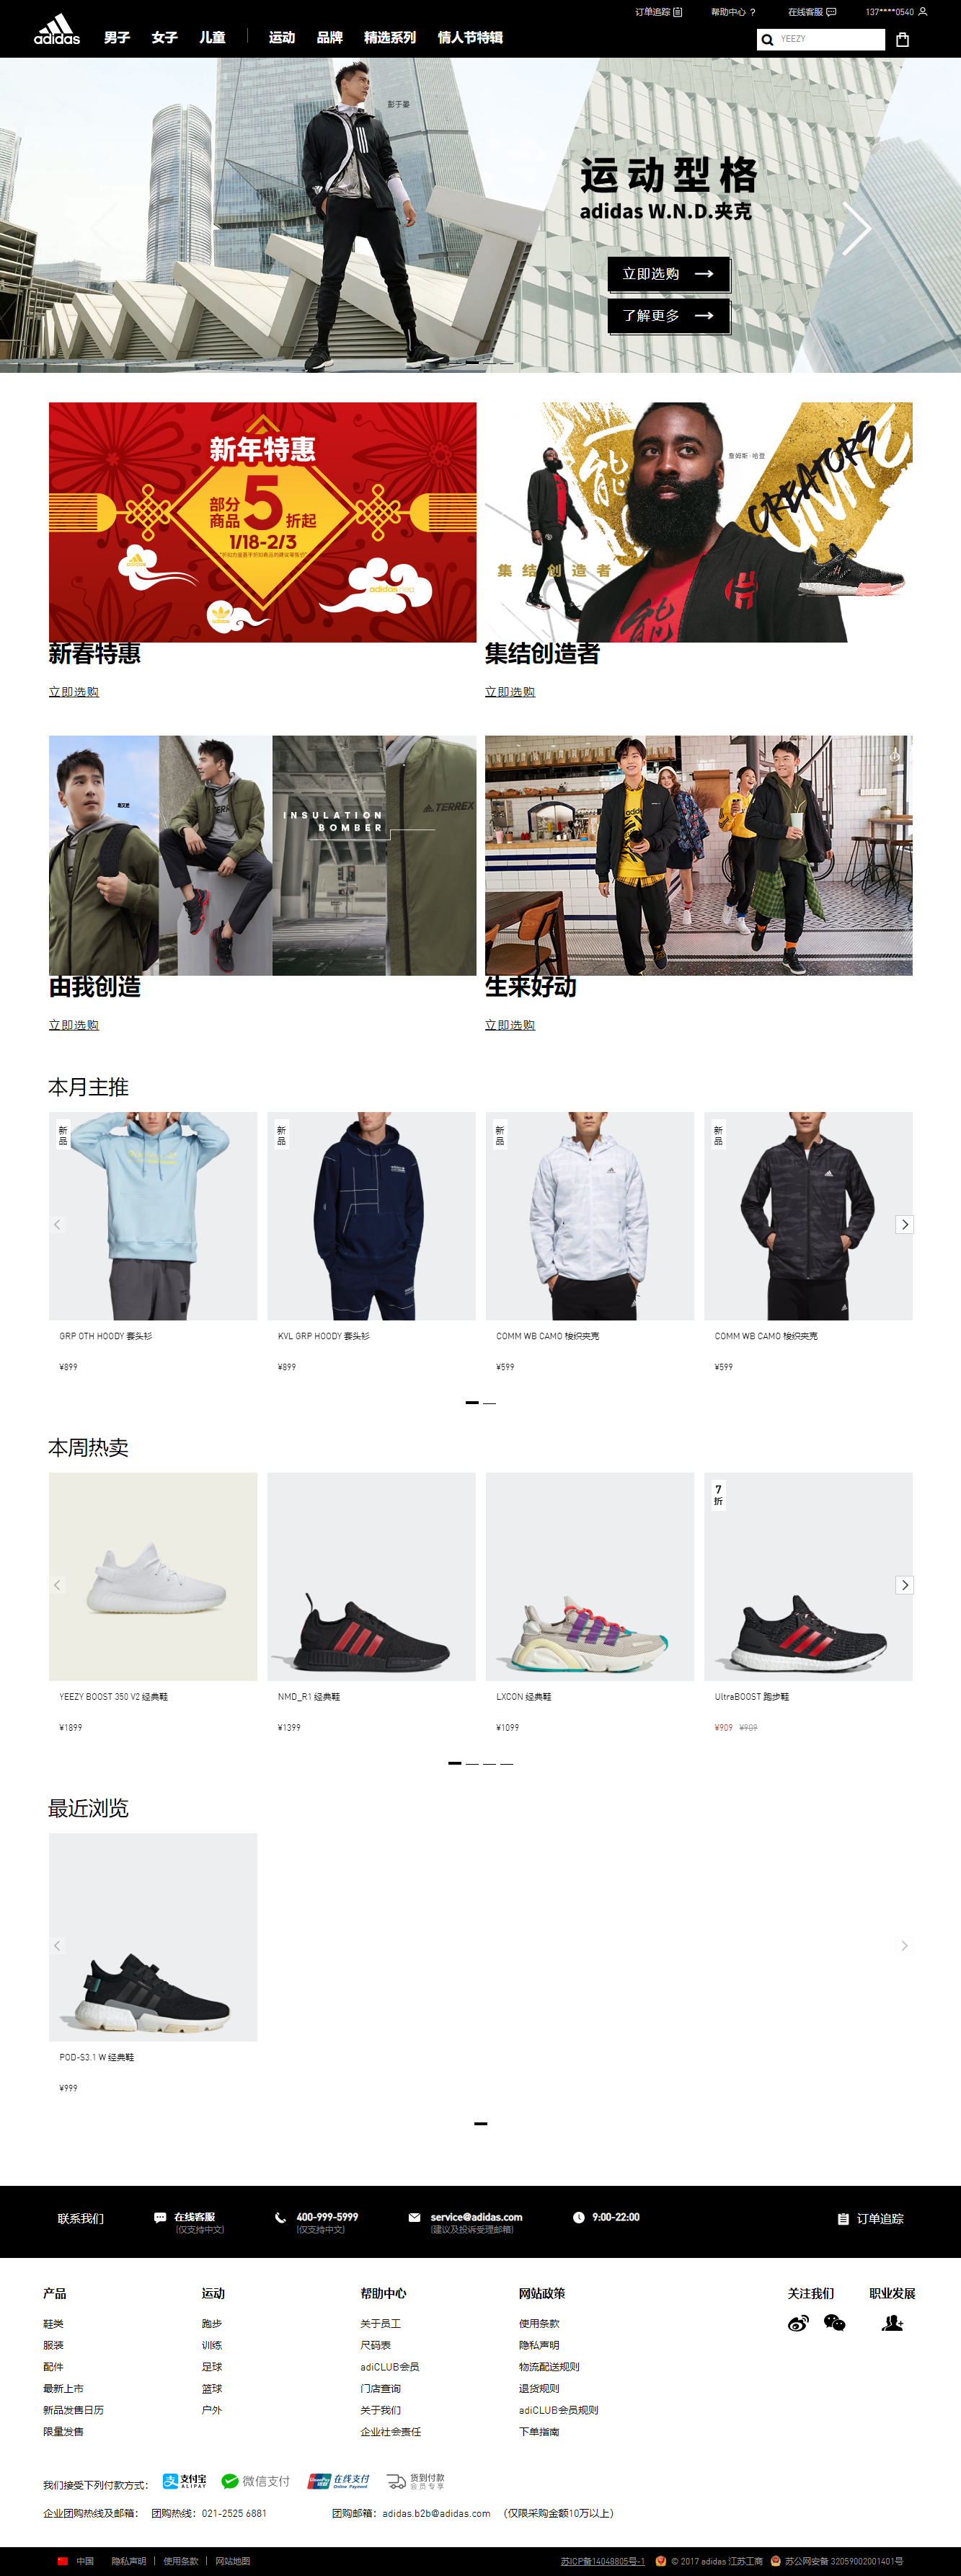 订单追踪
帮助中心 ?
在线客服
137****0540
adidas
男子 女子 儿童 运动 品牌 精选系列 情人节特辑
YEEZY
彭于晏
运动型格
adidas W.N.D.夹克
立即选购
了解更多
新年特惠
部分商品5折起
1/18-2/3
adidas
adidas neo
新春特惠
立即选购
詹姆斯·哈登
CREATORS
集结创造者
能
集结创造者
立即选购
TERREX
INSULATION
BOMBER
由我创造
立即选购
生来好动
立即选购
本月主推
新品
新品
新品
新品
GRP OTH HOODY 套头衫
¥899
KVL GRP HOODY 套头衫
¥899
COMM WB CAMO 梭织夹克
¥599
COMM WB CAMO 梭织夹克
¥599
本周热卖
7折
YEEZY BOOST 350 V2 经典鞋
¥1899
NMD_R1 经典鞋
¥1399
LXCON 经典鞋
¥1099
UltraBOOST 跑步鞋
¥909 ¥909
最近浏览
POD-S3.1 W 经典鞋
¥999
联系我们
在线客服
(仅支持中文)
400-999-5999
(仅支持中文)
service@adidas.com
(建议及投诉受理邮箱)
9:00-22:00
订单追踪
产品
鞋类
服装
配件
最新上市
新品发售日历
限量发售
运动
跑步
训练
足球
篮球
户外
帮助中心
关于员工
尺码表
adiCLUB会员
门店查询
关于我们
企业社会责任
网站政策
使用条款
隐私声明
物流配送规则
退货规则
adiCLUB会员规则
下单指南
关注我们
职业发展
我们接受下列付款方式：
支付宝
ALIPAY
微信支付
UnionPay 银联
在线支付
Online Payment
货到付款
会员专享
企业团购热线及邮箱： 团购热线：021-2525 6881 团购邮箱：adidas.b2b@adidas.com （仅限采购金额10万以上）
中国 隐私声明 | 使用条款 | 网站地图
苏ICP备14048805号-1 © 2017 adidas 江苏工商 苏公网安备 32059002001401号